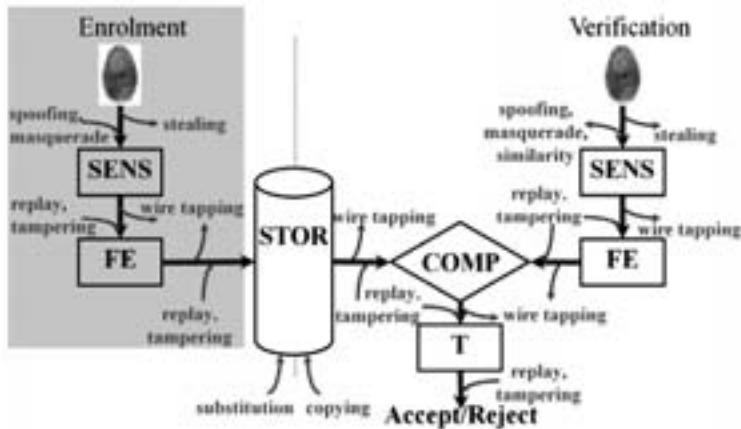 Enrolment
Verification
spoofing,
masquerade
stealing
spoofing,
masquerade,
similarity
stealing
SENS
SENS
replay,
tampering
wire tapping
replay,
tampering
wire tapping
FE
STOR
wire tapping
COMP
FE
replay,
tampering
replay,
tampering
wire tapping
T
substitution
copying
replay,
tampering
Accept/Reject